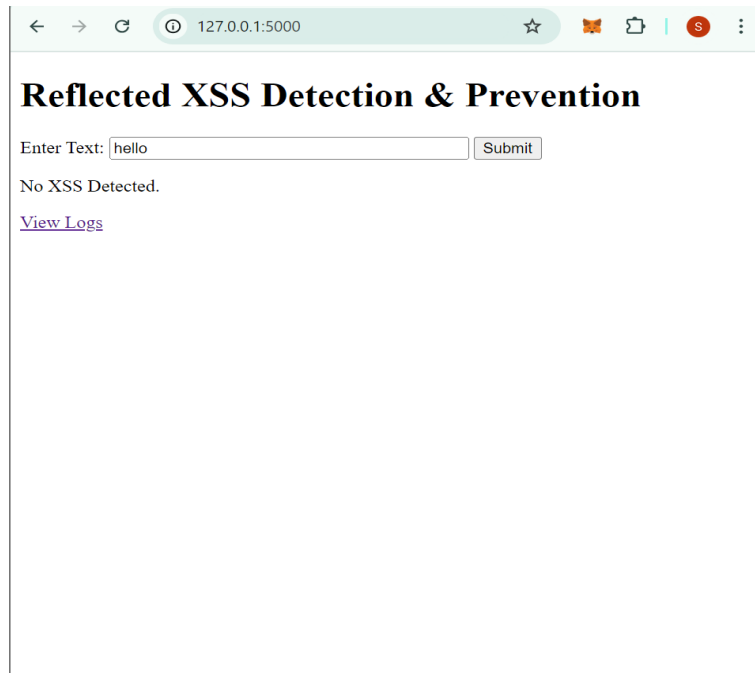 127.0.0.1:5000
S
Reflected XSS Detection & Prevention
Enter Text: hello Submit
No XSS Detected.
View Logs